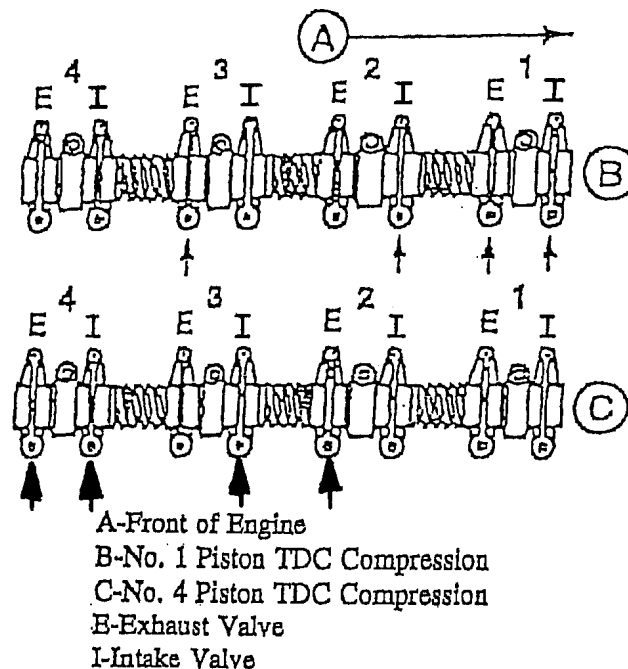 A
4 3 2 1
E I E I E I E I
B
4 3 2 1
E I E I E I E I
C
A-Front of Engine
B-No. 1 Piston TDC Compression
C-No. 4 Piston TDC Compression
E-Exhaust Valve
I-Intake Valve